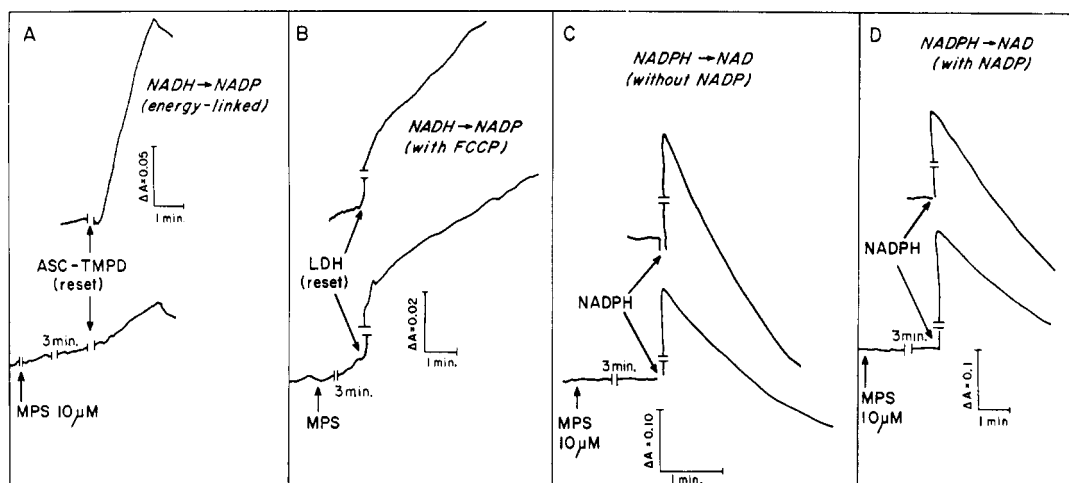 A
NADH→NADP
(energy-linked)
ΔA=0.05
1 min.
ASC-TMPD
(reset)
3 min.
MPS 10μM
B
NADH→NADP
(with FCCP)
LDH
(reset)
ΔA=0.02
1 min.
3 min.
MPS
C
NADPH→NAD
(without NADP)
NADPH
3 min.
MPS
10μM
ΔA=0.10
1 min.
D
NADPH→NAD
(with NADP)
NADPH
3 min.
MPS
10μM
ΔA=0.1
1 min.